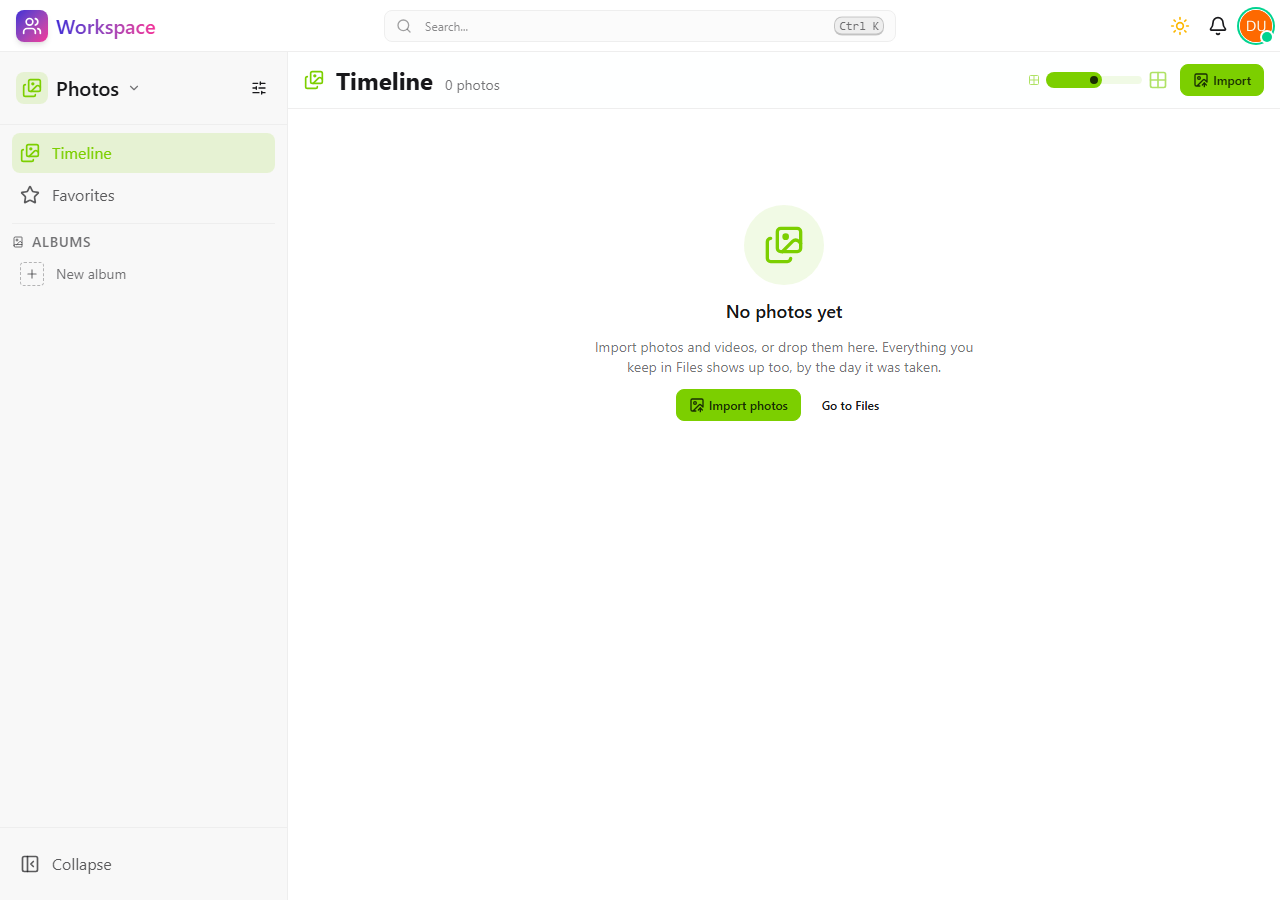 Workspace
Search...
Ctrl K
DU
Photos
Timeline
0 photos
Import
Timeline
Favorites
ALBUMS
New album
No photos yet
Import photos and videos, or drop them here. Everything you
keep in Files shows up too, by the day it was taken.
Import photos
Go to Files
Collapse